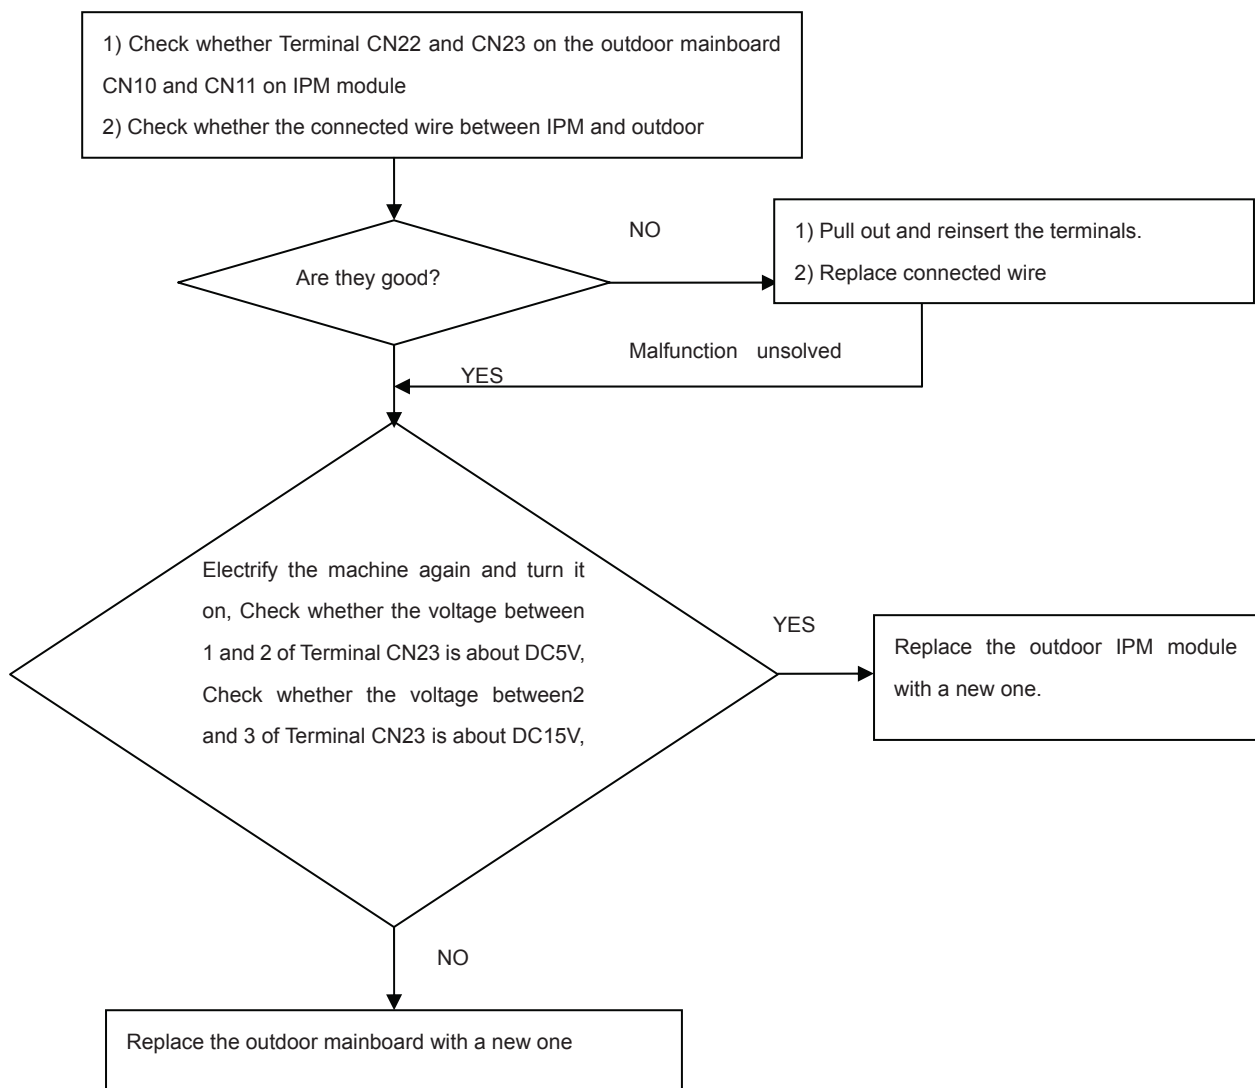 1) Check whether Terminal CN22 and CN23 on the outdoor mainboard
CN10 and CN11 on IPM module
2) Check whether the connected wire between IPM and outdoor
NO
1) Pull out and reinsert the terminals.
2) Replace connected wire
Are they good?
Malfunction unsolved
YES
Electrify the machine again and turn it
on, Check whether the voltage between
1 and 2 of Terminal CN23 is about DC5V,
Check whether the voltage between2
and 3 of Terminal CN23 is about DC15V,
YES
Replace the outdoor IPM module
with a new one.
NO
Replace the outdoor mainboard with a new one